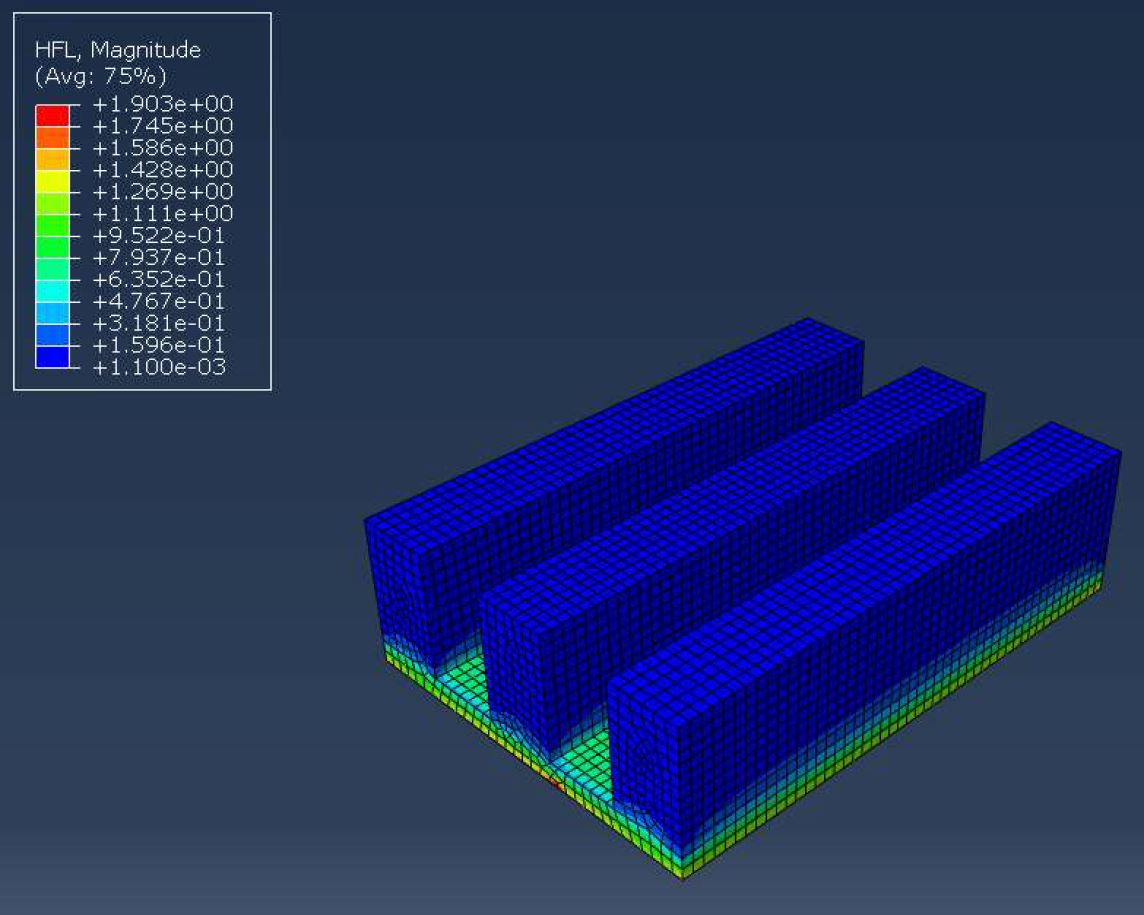 HFL, Magnitude
(Avg: 75%)
+1.903e+00
+1.745e+00
+1.586e+00
+1.428e+00
+1.269e+00
+1.111e+00
+9.522e-01
+7.937e-01
+6.352e-01
+4.767e-01
+3.181e-01
+1.596e-01
+1.100e-03